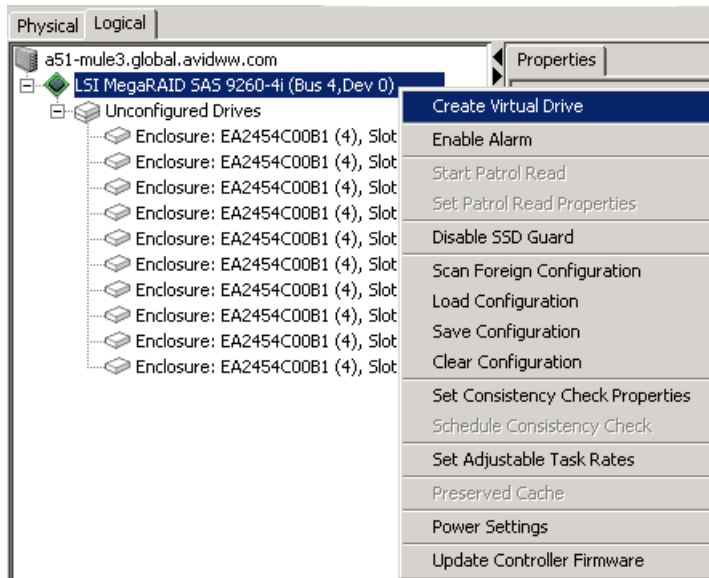 Physical Logical
a51-mule3.global.avidww.com
LSI MegaRAID SAS 9260-4i (Bus 4,Dev 0)
Unconfigured Drives
Enclosure: EA2454C00B1 (4), Slot
Enclosure: EA2454C00B1 (4), Slot
Enclosure: EA2454C00B1 (4), Slot
Enclosure: EA2454C00B1 (4), Slot
Enclosure: EA2454C00B1 (4), Slot
Enclosure: EA2454C00B1 (4), Slot
Enclosure: EA2454C00B1 (4), Slot
Enclosure: EA2454C00B1 (4), Slot
Enclosure: EA2454C00B1 (4), Slot
Enclosure: EA2454C00B1 (4), Slot
Properties
Create Virtual Drive
Enable Alarm
Start Patrol Read
Set Patrol Read Properties
Disable SSD Guard
Scan Foreign Configuration
Load Configuration
Save Configuration
Clear Configuration
Set Consistency Check Properties
Schedule Consistency Check
Set Adjustable Task Rates
Preserved Cache
Power Settings
Update Controller Firmware